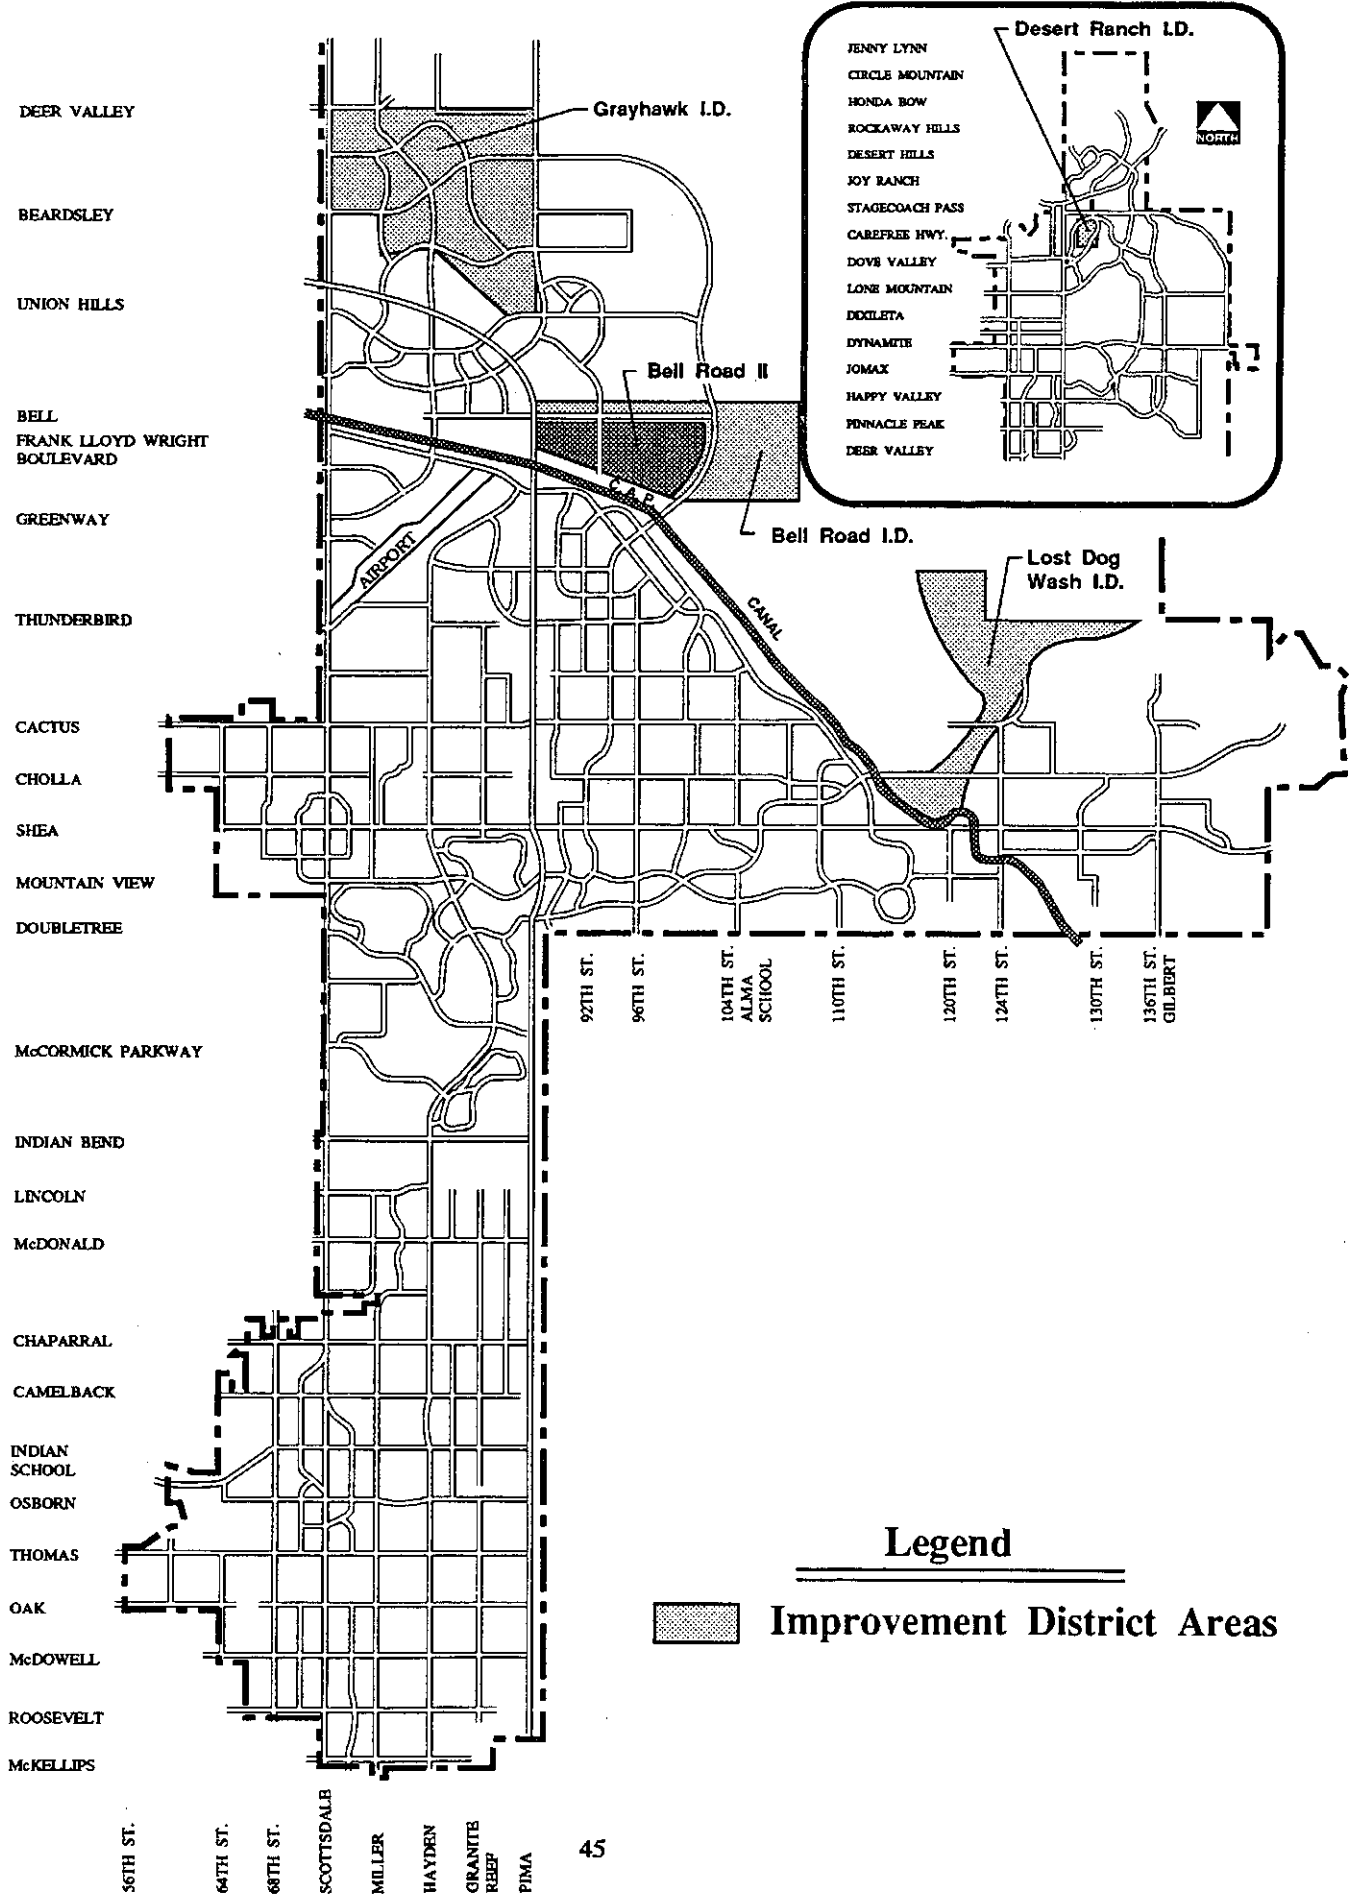 Desert Ranch I.D.
JENNY LYNN
CIRCLE MOUNTAIN
HONDA BOW
ROCKAWAY HILLS
DESERT HILLS
JOY RANCH
STAGECOACH PASS
CAREFREE HWY.
DOVE VALLEY
LONE MOUNTAIN
DIXILETA
DYNAMITE
JOMAX
HAPPY VALLEY
PINNACLE PEAK
DEER VALLEY
NORTH
DEER VALLEY
BEARDSLEY
UNION HILLS
BELL
FRANK LLOYD WRIGHT
BOULEVARD
GREENWAY
THUNDERBIRD
CACTUS
CHOLLA
SHEA
MOUNTAIN VIEW
DOUBLETREE
McCORMICK PARKWAY
INDIAN BEND
LINCOLN
McDONALD
CHAPARRAL
CAMELBACK
INDIAN
SCHOOL
OSBORN
THOMAS
OAK
McDOWELL
ROOSEVELT
McKELLIPS
Grayhawk I.D.
Bell Road II
C.A.P.
CANAL
Bell Road I.D.
AIRPORT
Lost Dog
Wash I.D.
92TH ST.
96TH ST.
104TH ST.
ALMA
SCHOOL
110TH ST.
120TH ST.
124TH ST.
130TH ST.
136TH ST.
GILBERT
Legend
Improvement District Areas
56TH ST.
64TH ST.
68TH ST.
SCOTTSDALE
MILLER
HAYDEN
GRANITE
REEF
PIMA
45